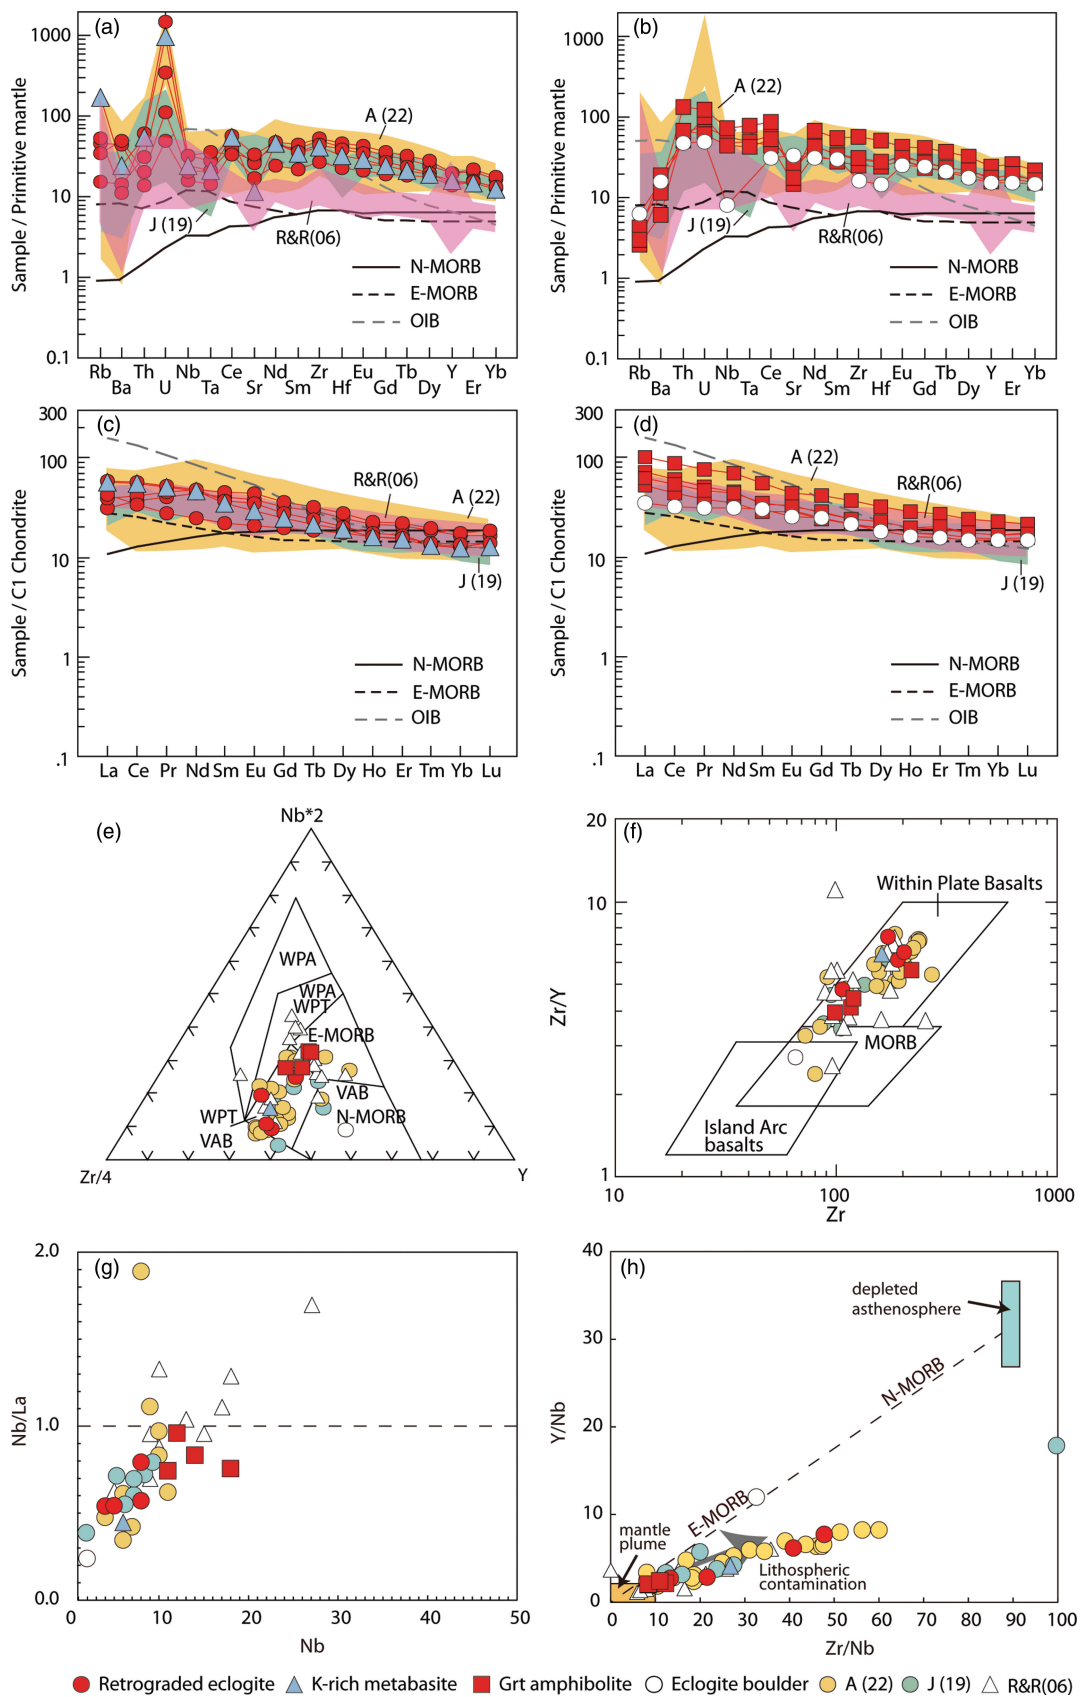 (a)
Sample / Primitive mantle
1000
100
10
1
0.1
A (22)
J (19)
R&R(06)
N-MORB
E-MORB
OIB
Rb Ba Th U Nb Ta Ce Sr Nd Sm Zr Hf Eu Gd Tb Dy Y Er Yb
(b)
Sample / Primitive mantle
1000
100
10
1
0.1
A (22)
J (19)
R&R(06)
N-MORB
E-MORB
OIB
Rb Ba Th U Nb Ta Ce Sr Nd Sm Zr Hf Eu Gd Tb Dy Y Er Yb
(c)
Sample / C1 Chondrite
300
100
10
1
.1
R&R(06)
A (22)
J (19)
N-MORB
E-MORB
OIB
La Ce Pr Nd Sm Eu Gd Tb Dy Ho Er Tm Yb Lu
(d)
Sample / C1 Chondrite
300
100
10
1
.1
A (22)
R&R(06)
J (19)
N-MORB
E-MORB
OIB
La Ce Pr Nd Sm Eu Gd Tb Dy Ho Er Tm Yb Lu
(e)
Nb*2
WPA
WPA
WPT
E-MORB
VAB
WPT
N-MORB
VAB
Zr/4
Y
(f)
Zr/Y
20
10
1
Within Plate Basalts
MORB
Island Arc
basalts
10 100 1000
Zr
(g)
Nb/La
2.0
1.0
0.0
0 10 20 30 40 50
Nb
(h)
Y/Nb
40
30
20
10
0
depleted
asthenosphere
N-MORB
E-MORB
mantle
plume
Lithospheric
contamination
0 10 20 30 40 50 60 70 80 90 100
Zr/Nb
Retrograded eclogite K-rich metabasite Grt amphibolite Eclogite boulder A (22) J (19) R&R(06)